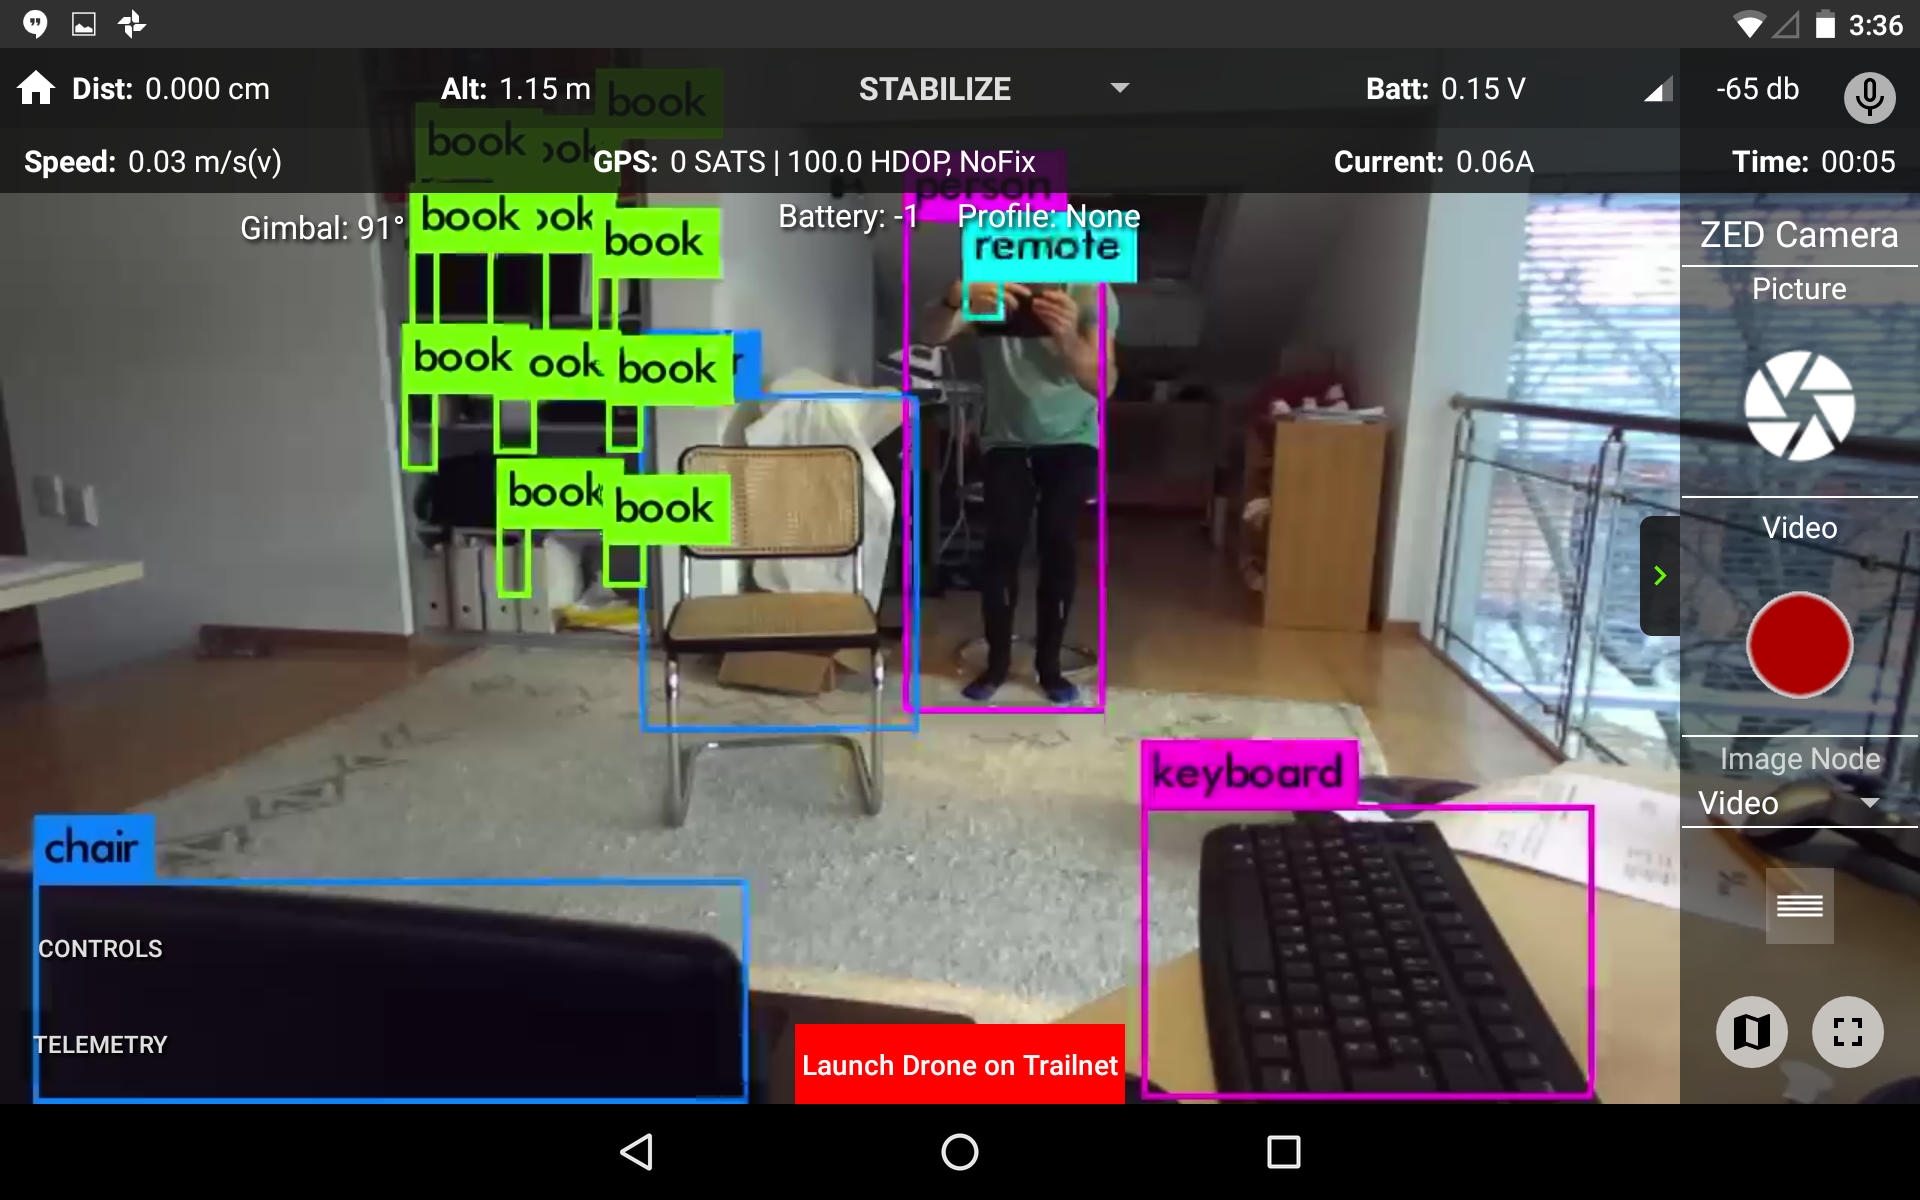 3:36
Dist: 0.000 cm
Alt: 1.15 m
STABILIZE
Batt: 0.15 V
-65 db
book
book
Speed: 0.03 m/s(v)
GPS: 0 SATS | 100.0 HDOP, NoFix
Current: 0.06A
Time: 00:05
person
Gimbal: 91°
book
book
Battery: -1
Profile: None
remote
ZED Camera
Picture
book
ook
book
book
book
Video
keyboard
Image Node
Video
chair
CONTROLS
TELEMETRY
Launch Drone on Trailnet